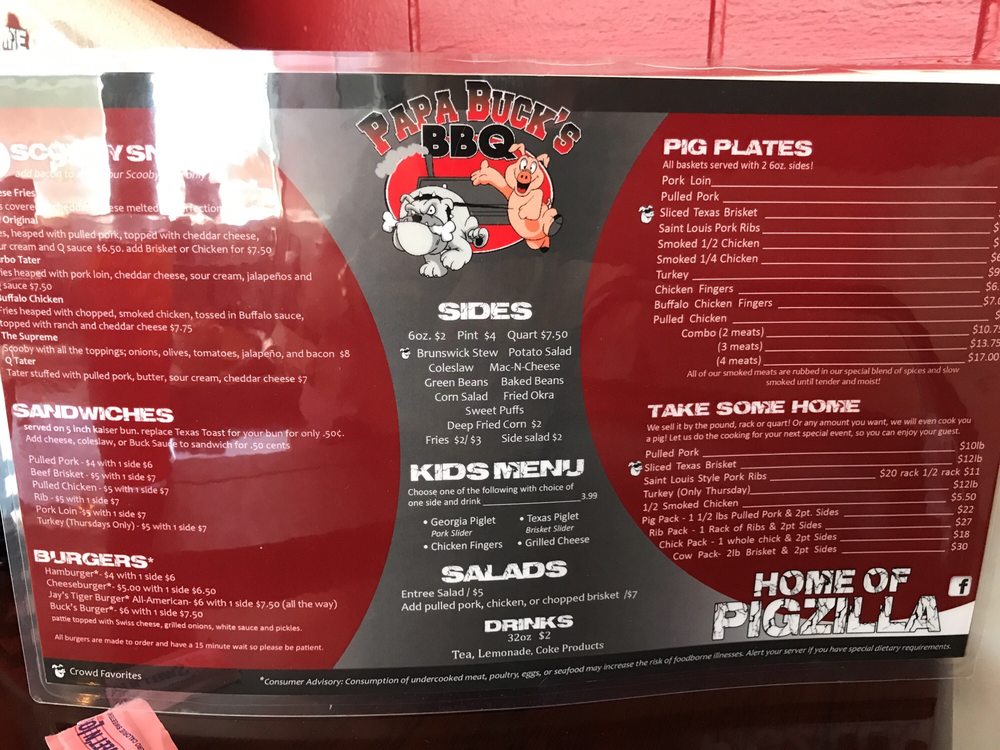 PAPA BUCK'S
BBQ
add bacon to
only
ese Fries
Original
es, heaped with pulled pork, topped with cheddar cheese,
ur cream and Q sauce $6.50. add Brisket or Chicken for $7.50
rbo Tater
ries heaped with pork loin, cheddar cheese, sour cream, jalapeños and
sauce $7.50
Buffalo Chicken
Fries heaped with chopped, smoked chicken, tossed in Buffalo sauce,
topped with ranch and cheddar cheese $7.75
The Supreme
Scooby with all the toppings; onions, olives, tomatoes, jalapeño, and bacon $8
Q Tater
Tater stuffed with pulled pork, butter, sour cream, cheddar cheese $7
SANDWICHES
served on 5 inch kaiser bun. replace Texas Toast for your bun for only .50¢.
Add cheese, coleslaw, or Buck Sauce to sandwich for .50 cents
Pulled Pork - $4 with 1 side $6
Beef Brisket - $5 with 1 side $7
Pulled Chicken - $5 with 1 side $7
Rib - $5 with 1 side $7
Pork Loin - $5 with 1 side $7
Turkey (Thursdays Only) - $5 with 1 side $7
BURGERS*
Hamburger*- $4 with 1 side $6
Cheeseburger*- $5.00 with 1 side $6.50
Jay's Tiger Burger* All-American- $6 with 1 side $7.50 (all the way)
Buck's Burger*- $6 with 1 side $7.50
pattie topped with Swiss cheese, grilled onions, white sauce and pickles.
All burgers are made to order and have a 15 minute wait so please be patient.
Crowd Favorites
SIDES
6oz. $2 Pint $4 Quart $7.50
Brunswick Stew Potato Salad
Coleslaw Mac-N-Cheese
Green Beans Baked Beans
Corn Salad Fried Okra
Sweet Puffs
Deep Fried Corn $2
Fries $2/$3 Side salad $2
KIDS MENU
Choose one of the following with choice of
one side and drink 3.99
• Georgia Piglet • Texas Piglet
Pork Slider Brisket Slider
• Chicken Fingers • Grilled Cheese
SALADS
Entree Salad / $5
Add pulled pork, chicken, or chopped brisket /$7
DRINKS
32oz $2
Tea, Lemonade, Coke Products
PIG PLATES
All baskets served with 2 6oz. sides!
Pork Loin
Pulled Pork
Sliced Texas Brisket
Saint Louis Pork Ribs
Smoked 1/2 Chicken
Smoked 1/4 Chicken
Turkey
Chicken Fingers
Buffalo Chicken Fingers
Pulled Chicken
Combo (2 meats) $10.75
(3 meats) $13.75
(4 meats) $17.00
All of our smoked meats are rubbed in our special blend of spices and slow
smoked until tender and moist!
TAKE SOME HOME
We sell it by the pound, rack or quart! Or any amount you want, we will even cook you
a pig! Let us do the cooking for your next special event, so you can enjoy your guest.
Pulled Pork $10lb
Sliced Texas Brisket $12lb
Saint Louis Style Pork Ribs $20 rack 1/2 rack $11
Turkey (Only Thursday) $12lb
1/2 Smoked Chicken $5.50
Pig Pack - 1 1/2 lbs Pulled Pork & 2pt. Sides $22
Rib Pack - 1 Rack of Ribs & 2pt Sides $27
Chick Pack - 1 whole chick & 2pt Sides $18
Cow Pack- 2lb Brisket & 2pt Sides $30
HOME OF
PIGZILLA
f
*Consumer Advisory: Consumption of undercooked meat, poultry, eggs, or seafood may increase the risk of foodborne illnesses. Alert your server if you have special dietary requirements.